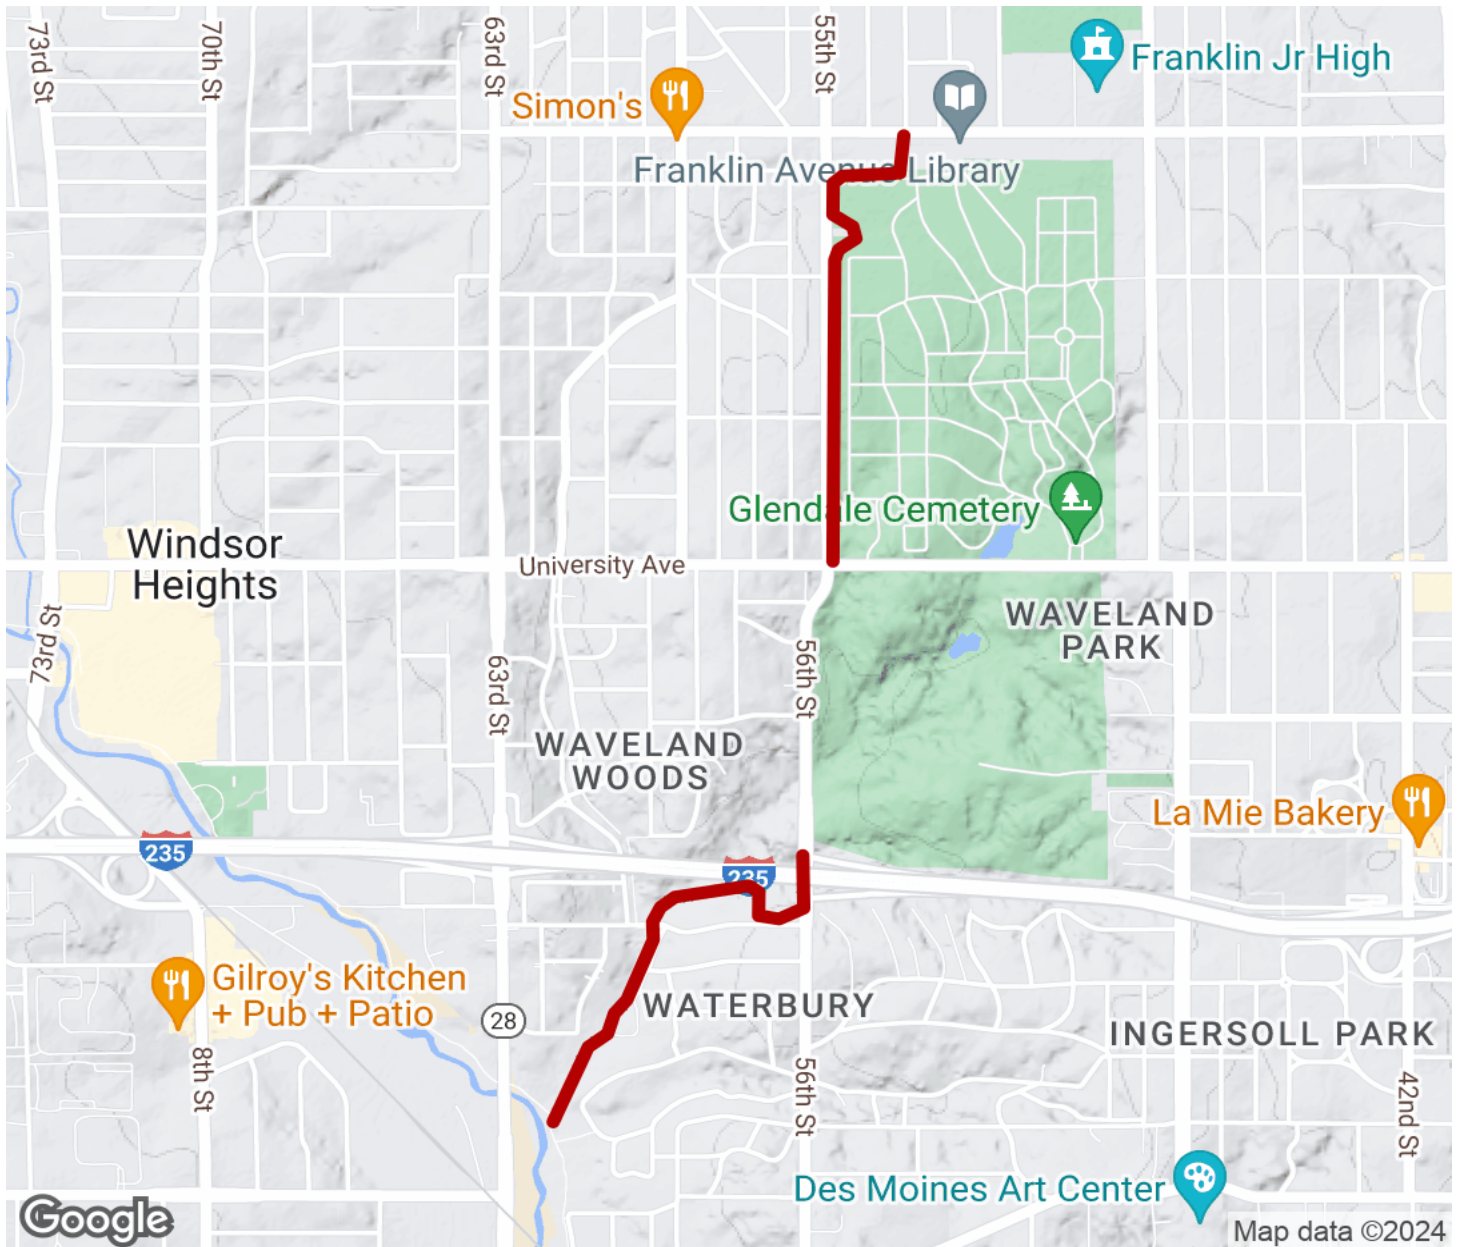 73rd St
70th St
63rd St
55th St
Franklin Jr High
Simon's
Franklin Avenue Library
Glendale Cemetery
Windsor
Heights
University Ave
WAVELAND
PARK
73rd St
63rd St
56th St
WAVELAND
WOODS
La Mie Bakery
235
235
Gilroy's Kitchen
+ Pub + Patio
28
WATERBURY
INGERSOLL PARK
8th St
56th St
42nd St
Des Moines Art Center
Google
Map data ©2024